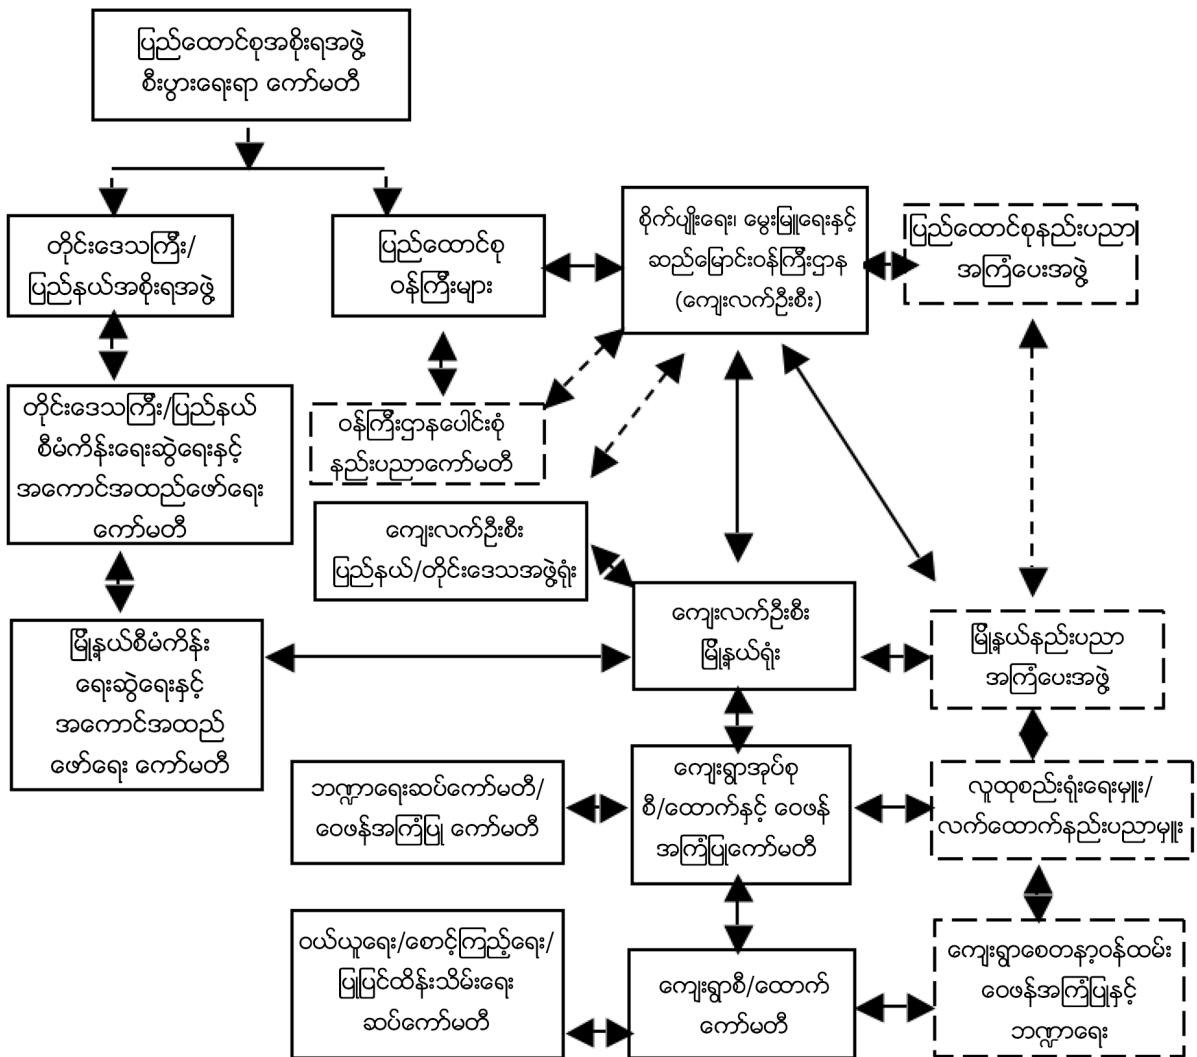 ပြည်ထောင်စုအစိုးရအဖွဲ့
စီးပွားရေးရာ ကော်မတီ
တိုင်းဒေသကြီး/
ပြည်နယ်အစိုးရအဖွဲ့
ပြည်ထောင်စု
ဝန်ကြီးများ
စိုက်ပျိုးရေး၊ မွေးမြူရေးနှင့်
ဆည်မြောင်းဝန်ကြီးဌာန
(ကျေးလက်ဦးစီး)
ပြည်ထောင်စုနည်းပညာ
အကြံပေးအဖွဲ့
တိုင်းဒေသကြီး/ပြည်နယ်
စီမံကိန်းရေးဆွဲရေးနှင့်
အကောင်အထည်ဖော်ရေး
ကော်မတီ
ဝန်ကြီးဌာနပေါင်းစုံ
နည်းပညာကော်မတီ
ကျေးလက်ဦးစီး
ပြည်နယ်/တိုင်းဒေသအဖွဲ့ရုံး
မြို့နယ်စီမံကိန်း
ရေးဆွဲရေးနှင့်
အကောင်အထည်
ဖော်ရေး ကော်မတီ
ကျေးလက်ဦးစီး
မြို့နယ်ရုံး
မြို့နယ်နည်းပညာ
အကြံပေးအဖွဲ့
ဘဏ္ဍာရေးဆပ်ကော်မတီ/
ဝေဖန်အကြံပြု ကော်မတီ
ကျေးရွာအုပ်စု
စီ/ထောက်နှင့် ဝေဖန်
အကြံပြုကော်မတီ
လူထုစည်းရုံးရေးမှူး/
လက်ထောက်နည်းပညာမှူး
ဝယ်ယူရေး/စောင့်ကြည့်ရေး/
ပြုပြင်ထိန်းသိမ်းရေး
ဆပ်ကော်မတီ
ကျေးရွာစီ/ထောက်
ကော်မတီ
ကျေးရွာစေတနာ့ဝန်ထမ်း
ဝေဖန်အကြံပြုနှင့်
ဘဏ္ဍာရေး